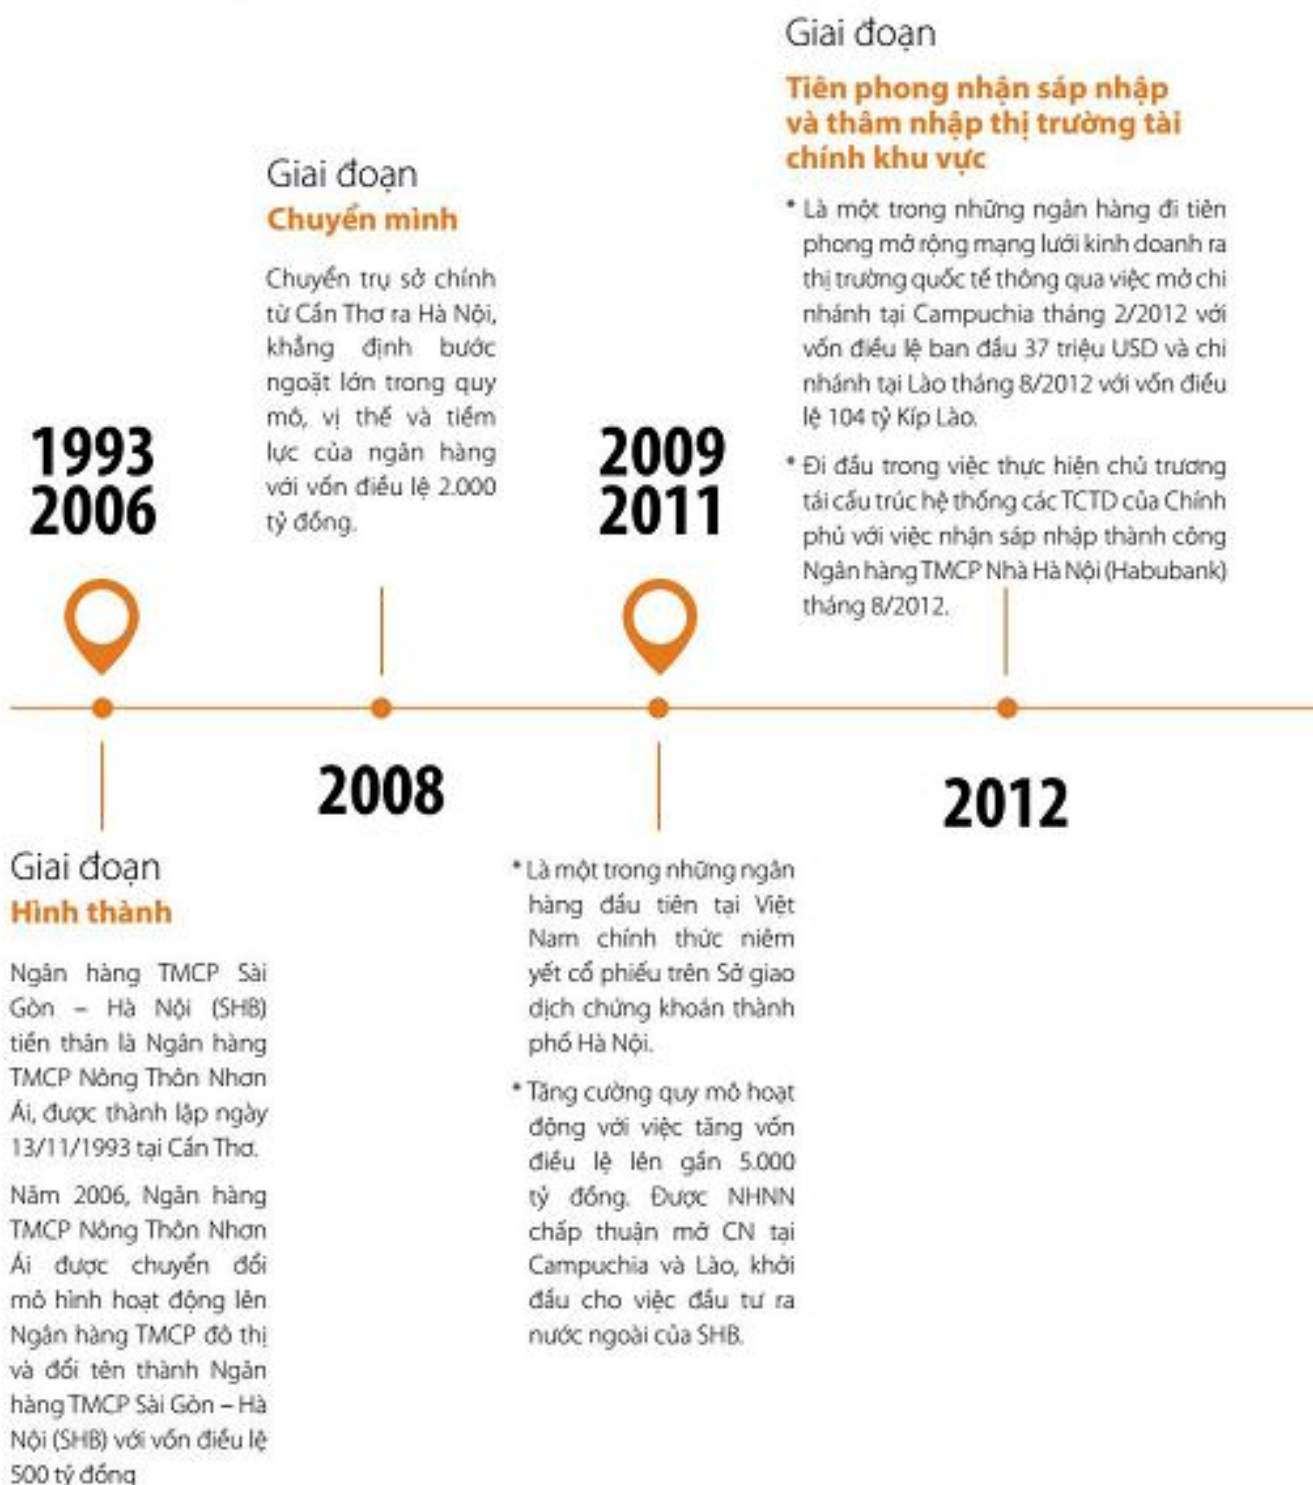 1993
2006
Giai đoạn
Hình thành
Ngân hàng TMCP Sài
Gòn – Hà Nội (SHB)
tiền thân là Ngân hàng
TMCP Nông Thôn Nhơn
Ái, được thành lập ngày
13/11/1993 tại Cần Thơ.
Năm 2006, Ngân hàng
TMCP Nông Thôn Nhơn
Ái được chuyển đổi
mô hình hoạt động lên
Ngân hàng TMCP đô thị
và đổi tên thành Ngân
hàng TMCP Sài Gòn – Hà
Nội (SHB) với vốn điều lệ
500 tỷ đồng
Giai đoạn
Chuyển mình
Chuyển trụ sở chính
từ Cần Thơ ra Hà Nội,
khẳng định bước
ngoặt lớn trong quy
mô, vị thế và tiềm
lực của ngân hàng
với vốn điều lệ 2.000
tỷ đồng.
2008
2009
2011
* Là một trong những ngân
hàng đầu tiên tại Việt
Nam chính thức niêm
yết cổ phiếu trên Sở giao
dịch chứng khoán thành
phố Hà Nội.
* Tăng cường quy mô hoạt
động với việc tăng vốn
điều lệ lên gần 5.000
tỷ đồng. Được NHNN
chấp thuận mở CN tại
Campuchia và Lào, khởi
đầu cho việc đầu tư ra
nước ngoài của SHB.
Giai đoạn
Tiên phong nhận sáp nhập
và thâm nhập thị trường tài
chính khu vực
* Là một trong những ngân hàng đi tiên
phong mở rộng mạng lưới kinh doanh ra
thị trường quốc tế thông qua việc mở chi
nhánh tại Campuchia tháng 2/2012 với
vốn điều lệ ban đầu 37 triệu USD và chi
nhánh tại Lào tháng 8/2012 với vốn điều
lệ 104 tỷ Kíp Lào.
* Đi đầu trong việc thực hiện chủ trương
tái cấu trúc hệ thống các TCTD của Chính
phủ với việc nhận sáp nhập thành công
Ngân hàng TMCP Nhà Hà Nội (Habubank)
tháng 8/2012.
2012